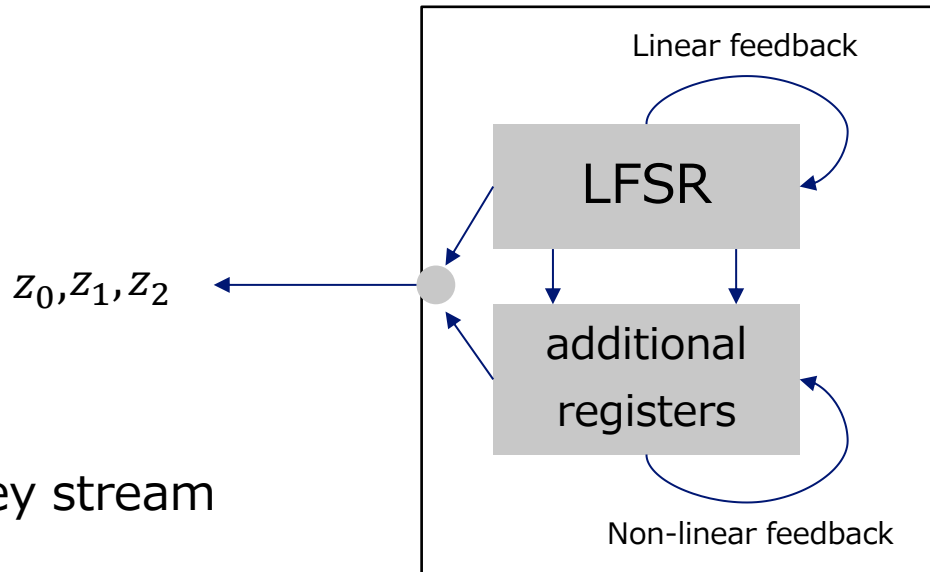 Linear feedback
LFSR
z₀,z₁,z₂
additional
registers
ey stream
Non-linear feedback